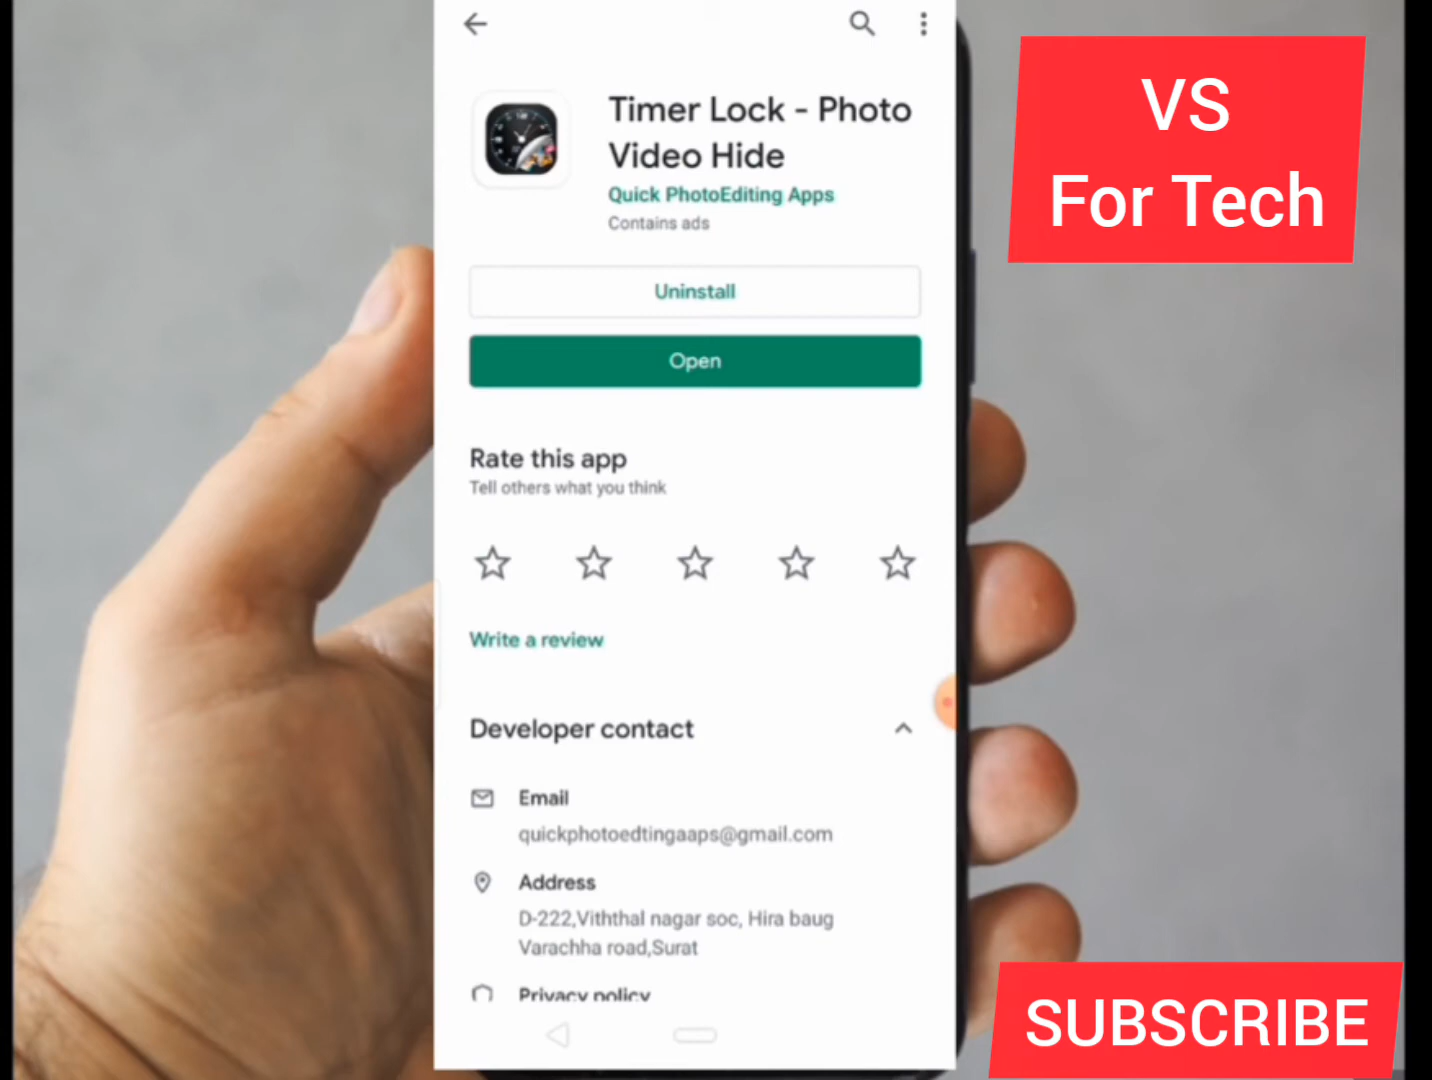 Timer Lock - Photo
Video Hide
Quick PhotoEditing Apps
Contains ads
Uninstall
Open
Rate this app
Tell others what you think
Write a review
Developer contact
Email
quickphotoedtingaaps@gmail.com
Address
D-222,Viththal nagar soc, Hira baug
Varachha road,Surat
Privacy policy
VS
For Tech
SUBSCRIBE